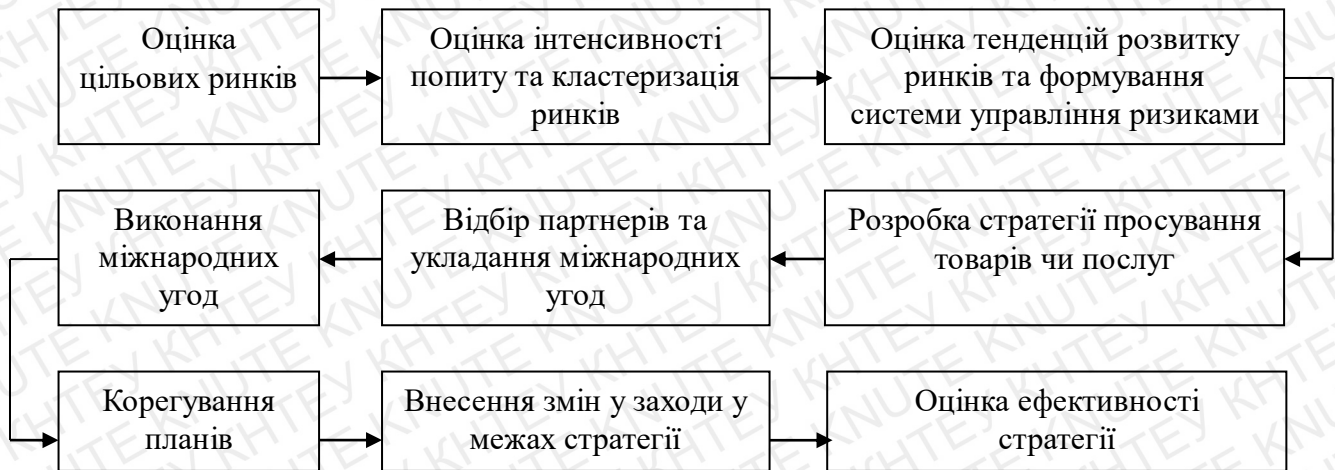 Оцінка
цільових ринків
Оцінка інтенсивності
попиту та кластеризація
ринків
Оцінка тенденцій розвитку
ринків та формування
системи управління ризиками
Розробка стратегії просування
товарів чи послуг
Відбір партнерів та
укладання міжнародних
угод
Виконання
міжнародних
угод
Корегування
планів
Внесення змін у заходи у
межах стратегії
Оцінка ефективності
стратегії